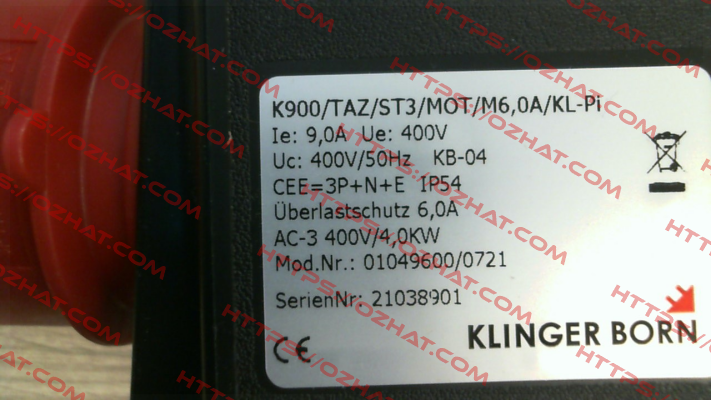 K900/TAZ/ST3/MOT/M6,0A/KL-Pi
Ie: 9,0A Ue: 400V
Uc: 400V/50Hz KB-04
CEE=3P+N+E IP54
Überlastschutz 6,0A
AC-3 400V/4,0KW
Mod.Nr.: 01049600/0721
SerienNr: 21038901
CE
KLINGER BORN
HTTPS://OZHAT.COM